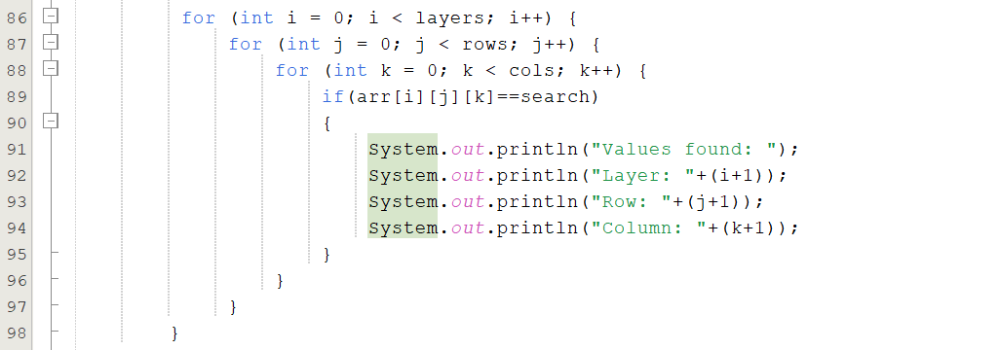 86 for (int i = 0; i < layers; i++) {
87 for (int j = 0; j < rows; j++) {
88 for (int k = 0; k < cols; k++) {
89 if(arr[i][j][k]==search)
90 {
91 System.out.println("Values found: ");
92 System.out.println("Layer: "+(i+1));
93 System.out.println("Row: "+(j+1));
94 System.out.println("Column: "+(k+1));
95 }
96 }
97 }
98 }